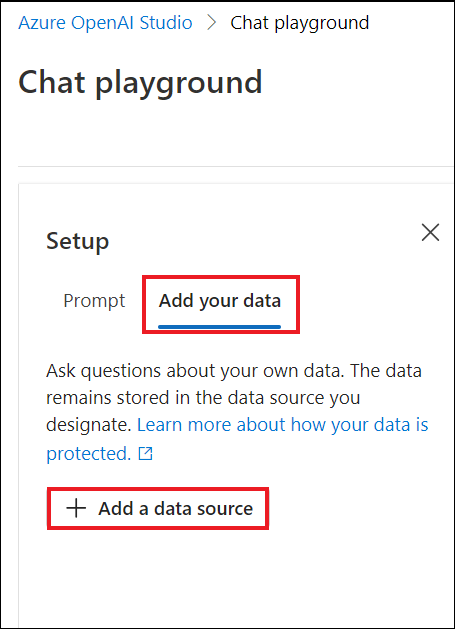 Azure OpenAI Studio > Chat playground
Chat playground
Setup
Prompt Add your data
Ask questions about your own data. The data
remains stored in the data source you
designate. Learn more about how your data is
protected.
+ Add a data source